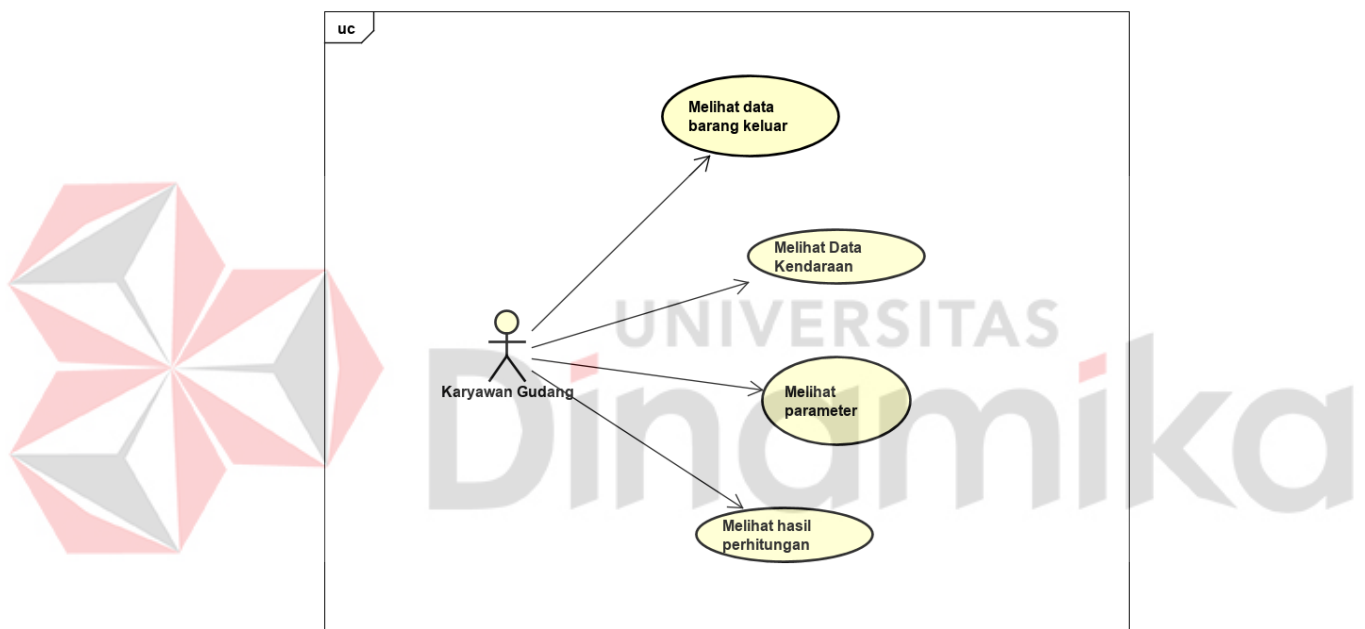 uc
Melihat data
barang keluar
Melihat Data
Kendaraan
UNIVERSITAS
Dinamika
Karyawan Gudang
Melihat
parameter
Melihat hasil
perhitungan